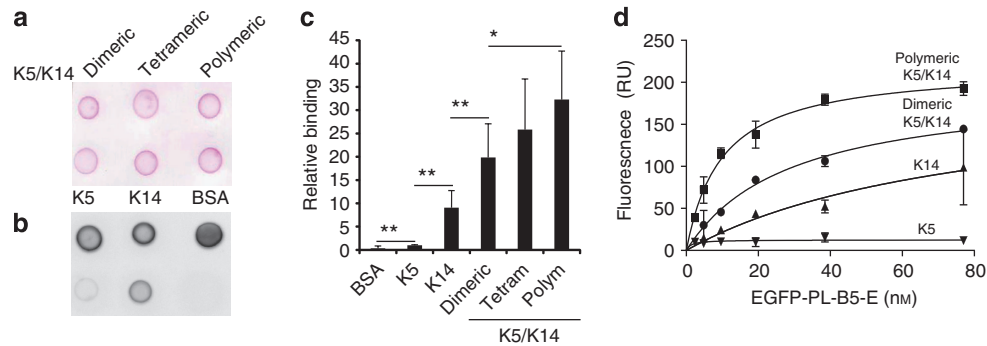 a
Dimeric
Tetrameric
Polymeric
K5/K14
K5
K14
BSA
b
c
Relative binding
45
40
35
30
25
20
15
10
5
0
**
**
**
*
BSA
K5
K14
Dimeric
Tetram
Polym
K5/K14
d
Fluorescnece (RU)
250
200
150
100
50
0
Polymeric
K5/K14
Dimeric
K5/K14
K14
K5
0
20
40
60
80
EGFP-PL-B5-E (nM)